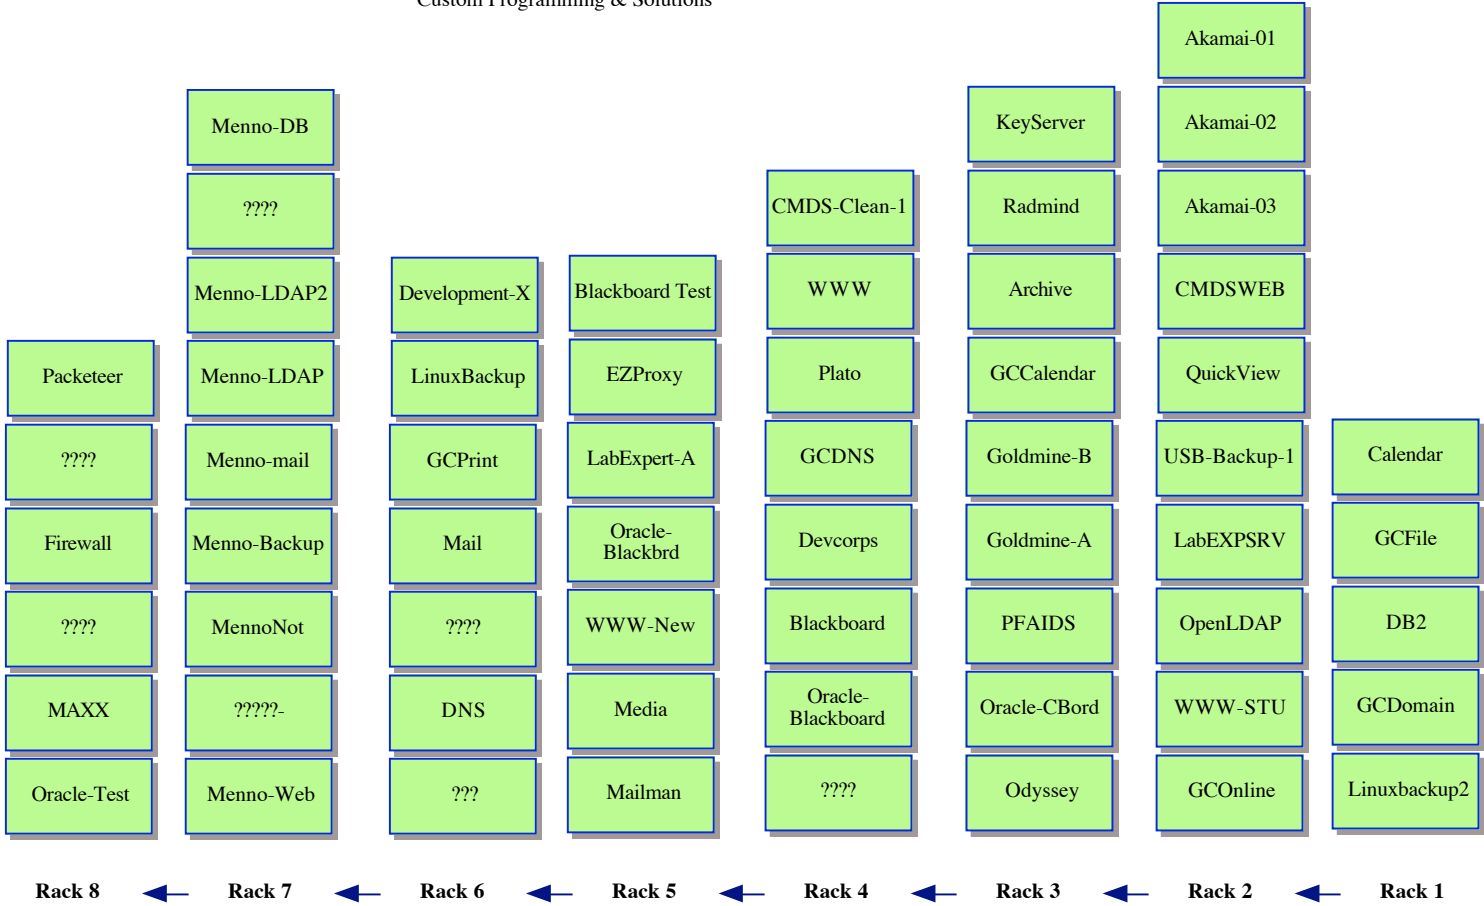 Custom Programming & Solutions
Akamai-01
Menno-DB
KeyServer
Akamai-02
????
CMDS-Clean-1
Radmind
Akamai-03
Menno-LDAP2
Development-X
Blackboard Test
WWW
Archive
CMDSWEB
Packeteer
Menno-LDAP
LinuxBackup
EZProxy
Plato
GCCalendar
QuickView
????
Menno-mail
GCPrint
LabExpert-A
GCDNS
Goldmine-B
USB-Backup-1
Calendar
Firewall
Menno-Backup
Mail
Oracle-
Blackbrd
Devcorps
Goldmine-A
LabEXPSRV
GCFile
????
MennoNot
????
WWW-New
Blackboard
PFAIDS
OpenLDAP
DB2
MAXX
?????-
DNS
Media
Oracle-
Blackboard
Oracle-CBord
WWW-STU
GCDomain
Oracle-Test
Menno-Web
???
Mailman
????
Odyssey
GCOnline
Linuxbackup2
Rack 8
Rack 7
Rack 6
Rack 5
Rack 4
Rack 3
Rack 2
Rack 1